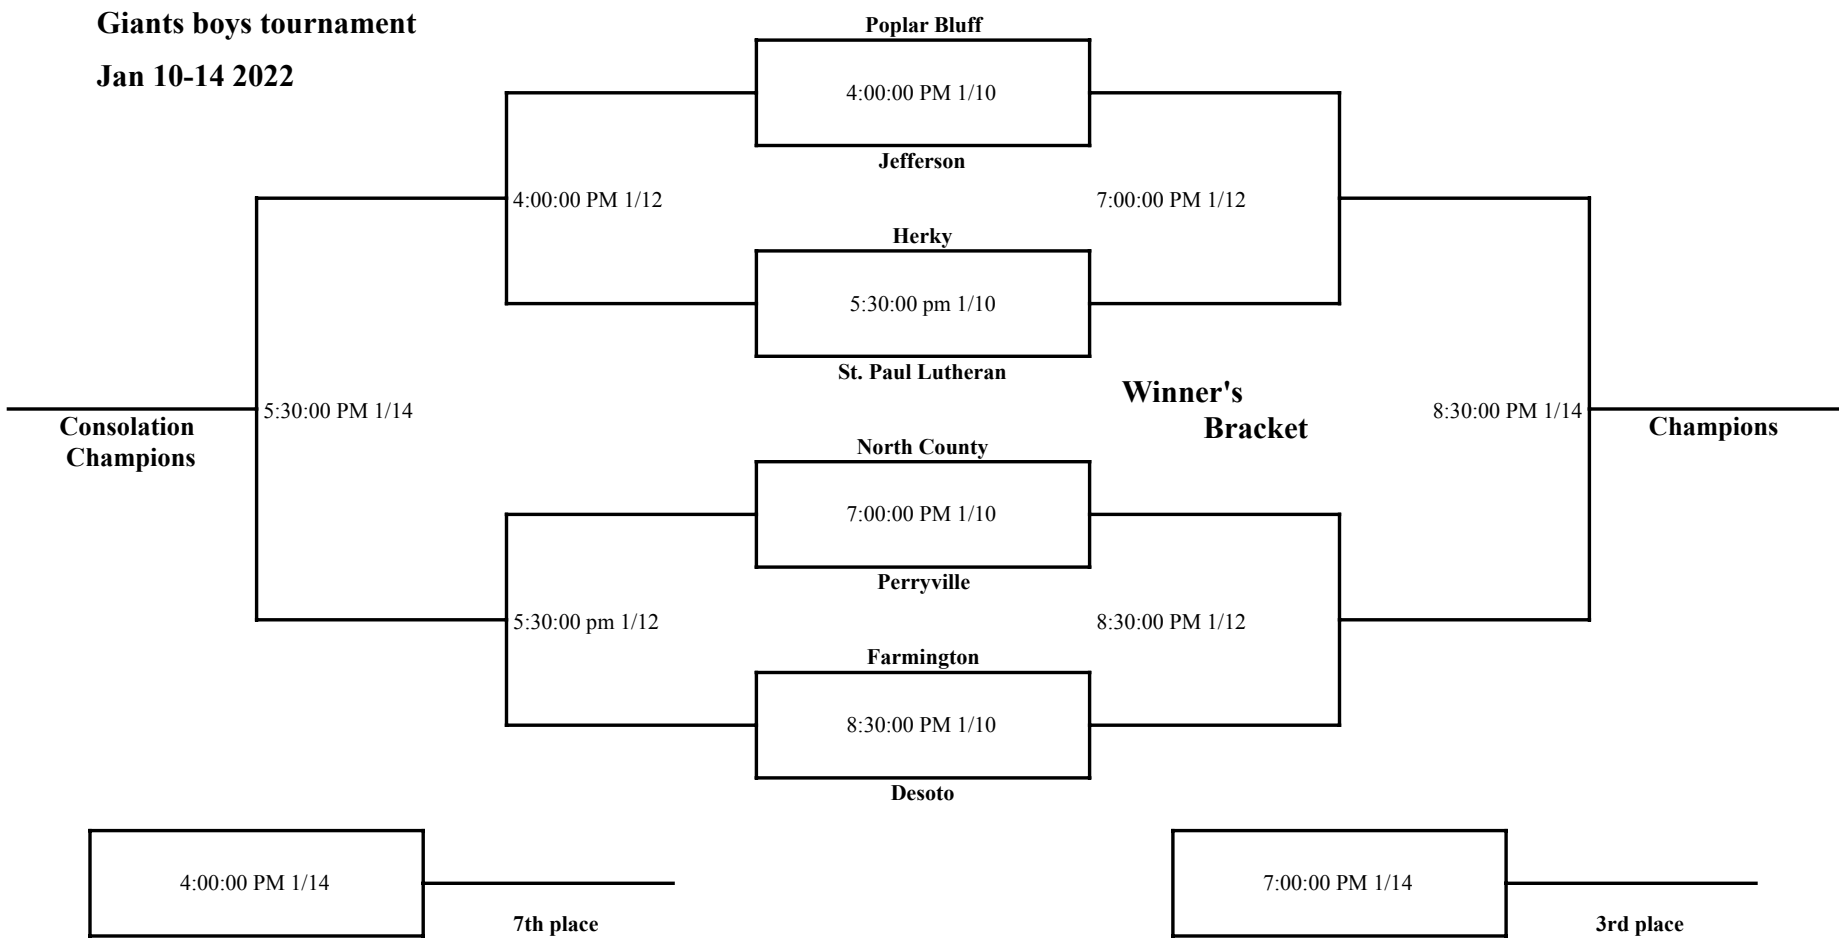 Giants boys tournament
Jan 10-14 2022
Poplar Bluff
4:00:00 PM 1/10
Jefferson
4:00:00 PM 1/12
7:00:00 PM 1/12
Herky
5:30:00 pm 1/10
St. Paul Lutheran
Winner's
Bracket
5:30:00 PM 1/14
8:30:00 PM 1/14
Consolation
Champions
Champions
North County
7:00:00 PM 1/10
Perryville
5:30:00 pm 1/12
8:30:00 PM 1/12
Farmington
8:30:00 PM 1/10
Desoto
4:00:00 PM 1/14
7th place
7:00:00 PM 1/14
3rd place